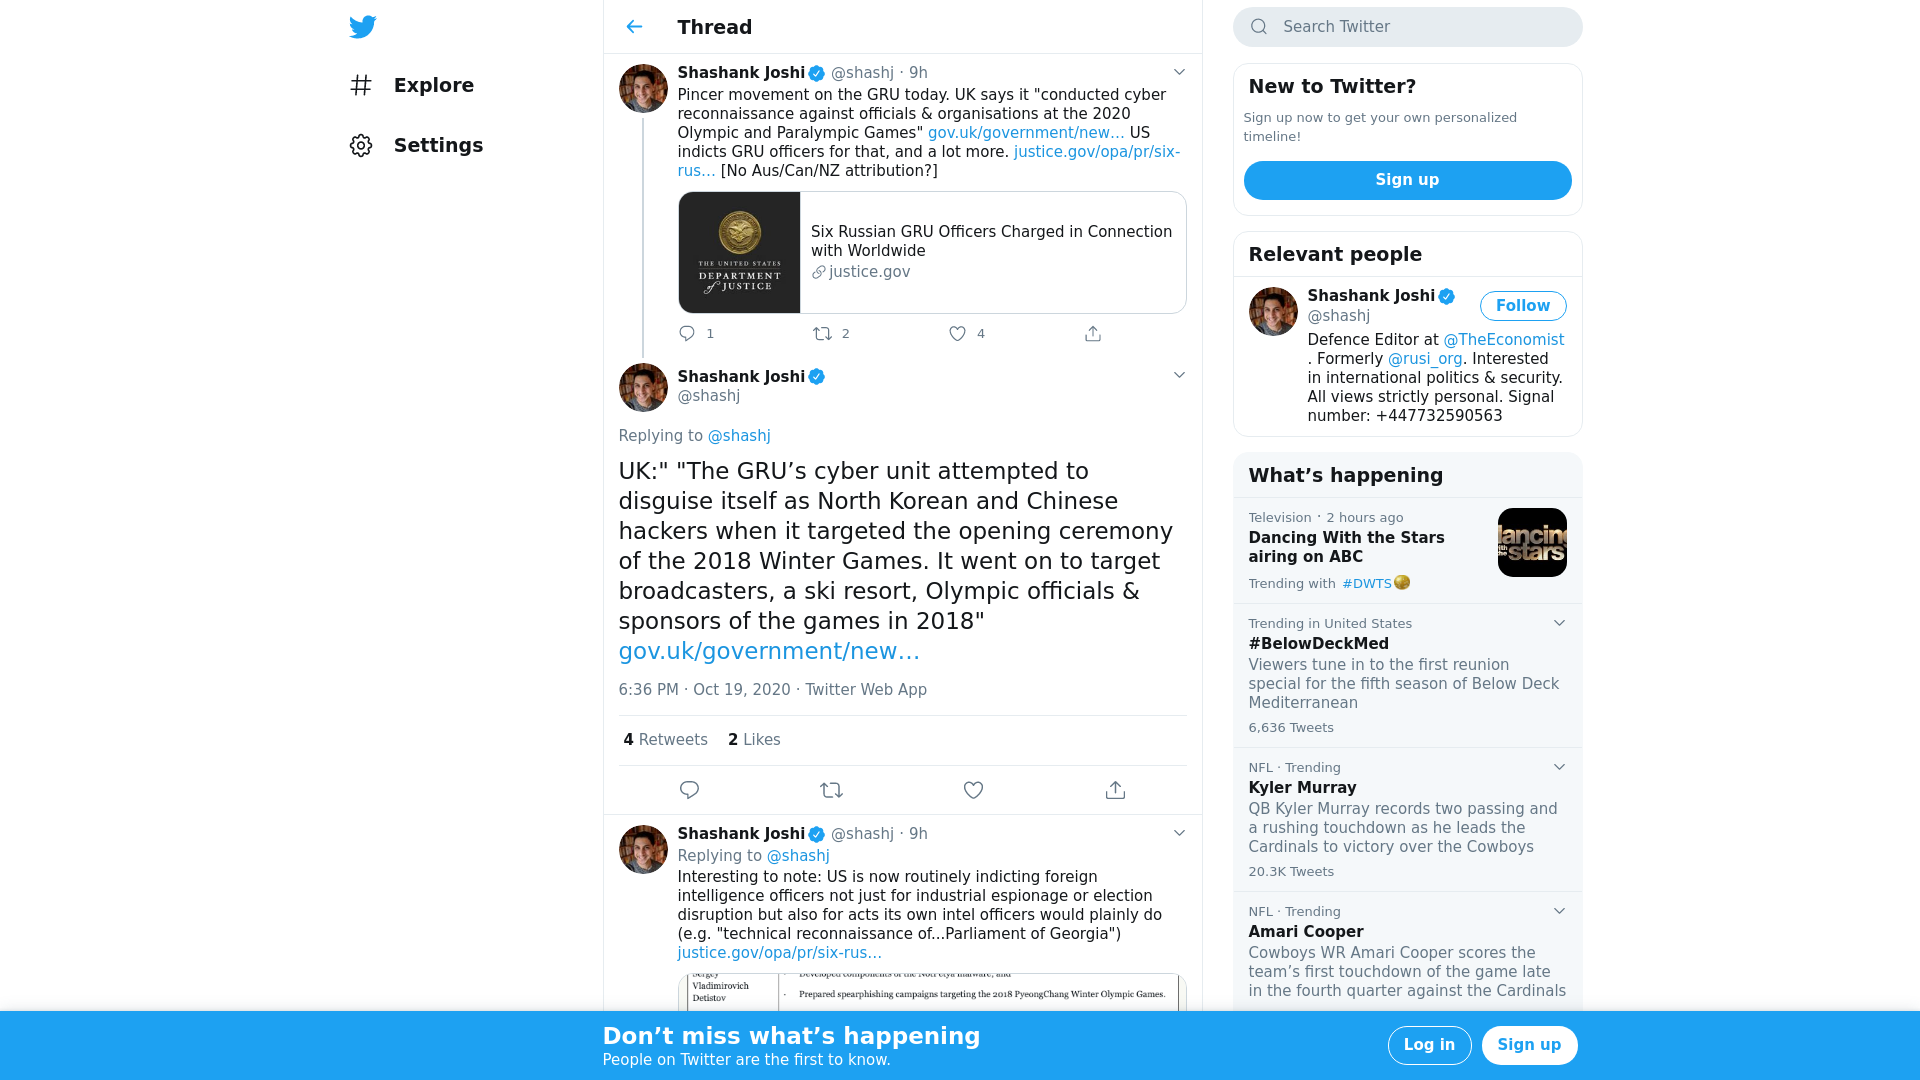 Explore
Settings
Thread
Shashank Joshi @shashj · 9h
Pincer movement on the GRU today. UK says it "conducted cyber
reconnaissance against officials & organisations at the 2020
Olympic and Paralympic Games" gov.uk/government/new… US
indicts GRU officers for that, and a lot more. justice.gov/opa/pr/six-
rus… [No Aus/Can/NZ attribution?]
THE UNITED STATES
DEPARTMENT
of JUSTICE
Six Russian GRU Officers Charged in Connection
with Worldwide
justice.gov
1 2 4
Shashank Joshi
@shashj
Replying to @shashj
UK:" "The GRU’s cyber unit attempted to
disguise itself as North Korean and Chinese
hackers when it targeted the opening ceremony
of the 2018 Winter Games. It went on to target
broadcasters, a ski resort, Olympic officials &
sponsors of the games in 2018"
gov.uk/government/new…
6:36 PM · Oct 19, 2020 · Twitter Web App
4 Retweets 2 Likes
Shashank Joshi @shashj · 9h
Replying to @shashj
Interesting to note: US is now routinely indicting foreign
intelligence officers not just for industrial espionage or election
disruption but also for acts its own intel officers would plainly do
(e.g. "technical reconnaissance of...Parliament of Georgia")
justice.gov/opa/pr/six-rus…
Sergey
Vladimirovich
Detistov
· Developed components of the NotPetya malware; and
· Prepared spearphishing campaigns targeting the 2018 PyeongChang Winter Olympic Games.
Search Twitter
New to Twitter?
Sign up now to get your own personalized
timeline!
Sign up
Relevant people
Shashank Joshi
@shashj
Follow
Defence Editor at @TheEconomist
. Formerly @rusi_org. Interested
in international politics & security.
All views strictly personal. Signal
number: +447732590563
What’s happening
Television · 2 hours ago
Dancing With the Stars
airing on ABC
Trending with #DWTS
dancing
with the
stars
Trending in United States
#BelowDeckMed
Viewers tune in to the first reunion
special for the fifth season of Below Deck
Mediterranean
6,636 Tweets
NFL · Trending
Kyler Murray
QB Kyler Murray records two passing and
a rushing touchdown as he leads the
Cardinals to victory over the Cowboys
20.3K Tweets
NFL · Trending
Amari Cooper
Cowboys WR Amari Cooper scores the
team’s first touchdown of the game late
in the fourth quarter against the Cardinals
Don’t miss what’s happening
People on Twitter are the first to know.
Log in
Sign up